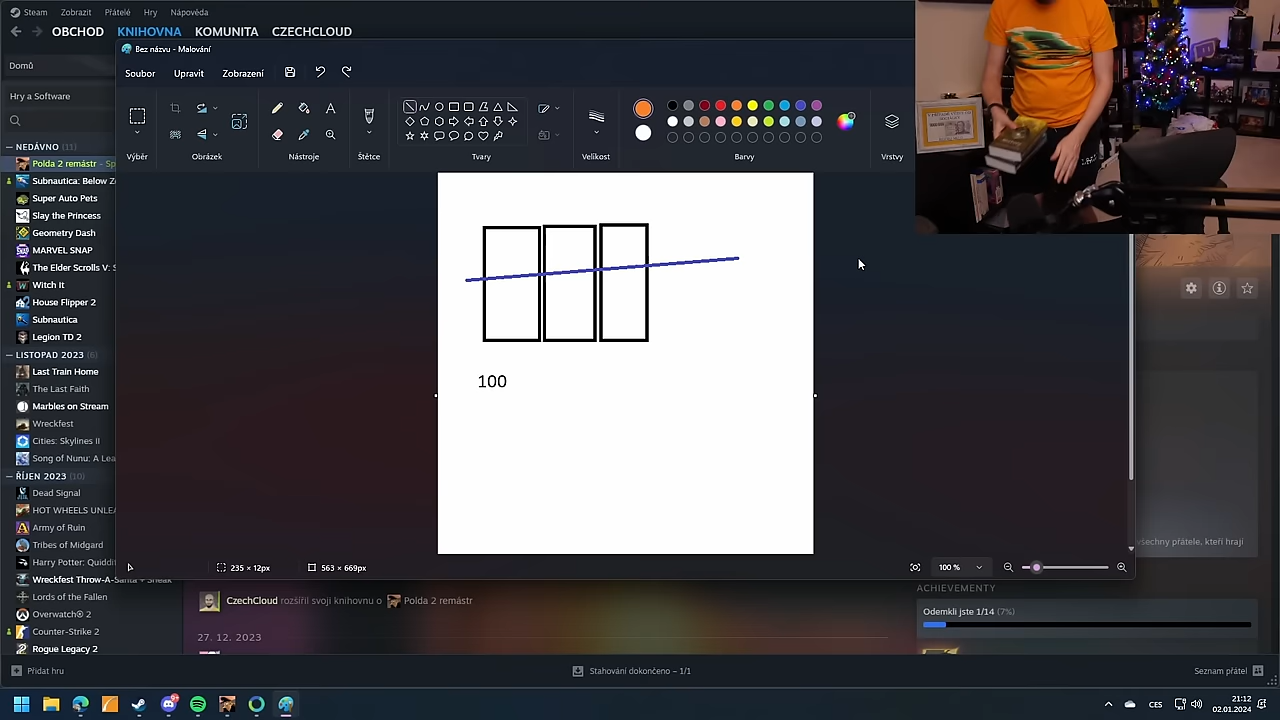 Steam Zobrazit Přátelé Hry Nápověda
OBCHOD KNIHOVNA KOMUNITA CZECHCLOUD
Bez názvu - Malování
Domů
Soubor Upravit Zobrazení
Hry a Software
Výběr Obrázek Nástroje Štětce Tvary Velikost Barvy Vrstvy
NEDÁVNO (11)
Polda 2 remástr - Sp
Subnautica: Below Z
Super Auto Pets
Slay the Princess
Geometry Dash
MARVEL SNAP
The Elder Scrolls V: S
Witch It
House Flipper 2
Subnautica
Legion TD 2
LISTOPAD 2023 (6)
Last Train Home
The Last Faith
Marbles on Stream
Wreckfest
Cities: Skylines II
Song of Nunu: A Lea
ŘÍJEN 2023 (10)
Dead Signal
HOT WHEELS UNLEA
Army of Ruin
Tribes of Midgard
Harry Potter: Quiddit
Wreckfest Throw-A-Santa + Sneak
Lords of the Fallen
Overwatch® 2
Counter-Strike 2
Rogue Legacy 2
100
235 × 12px 563 × 669px 100 %
všechny přátele, kteří hrají
CzechCloud rozšířil svoji knihovnu o Polda 2 remástr
27. 12. 2023
ACHIEVEMENTY
Odemkli jste 1/14 (7%)
Přidat hru Stahování dokončeno – 1/1 Seznam přátel
CES 21:12
02.01.2024